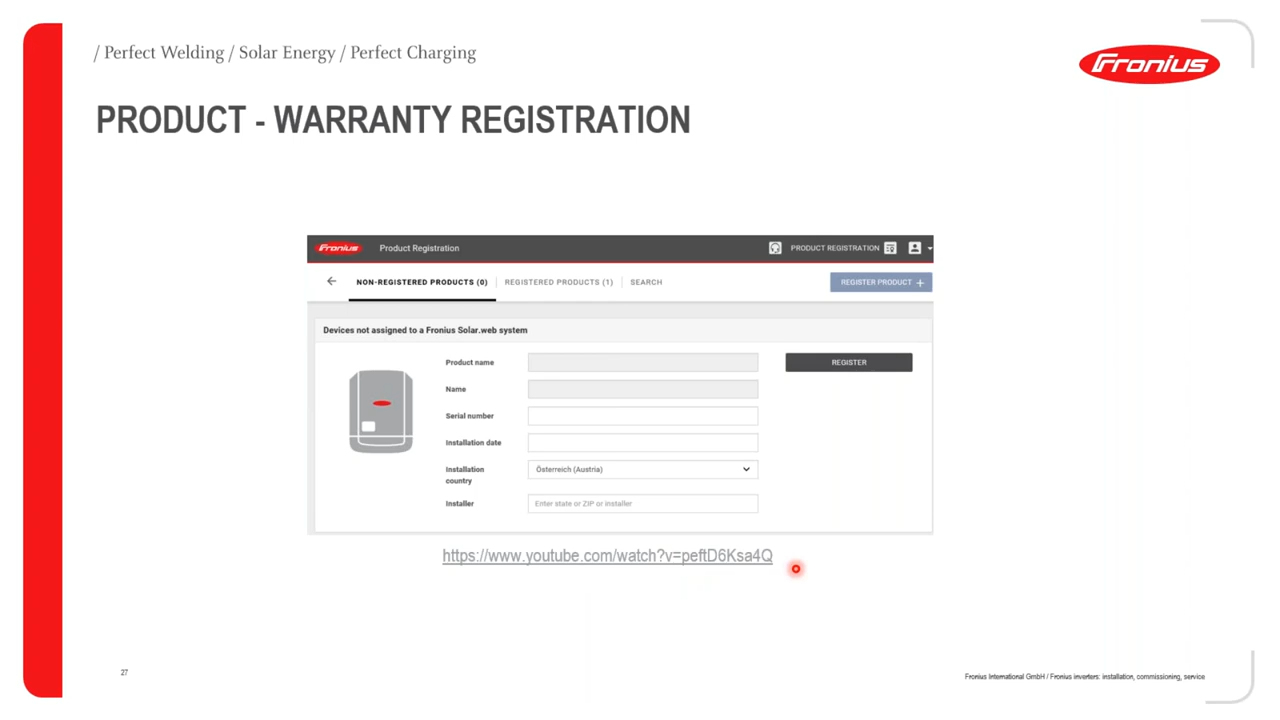 / Perfect Welding / Solar Energy / Perfect Charging
Fronius
PRODUCT - WARRANTY REGISTRATION
Fronius Product Registration PRODUCT REGISTRATION
NON-REGISTERED PRODUCTS (0) REGISTERED PRODUCTS (1) SEARCH REGISTER PRODUCT +
Devices not assigned to a Fronius Solar.web system
Product name REGISTER
Name
Serial number
Installation date
Installation country Österreich (Austria)
Installer Enter state or ZIP or installer
https://www.youtube.com/watch?v=peftD6Ksa4Q
27
Fronius International GmbH / Fronius inverters: installation, commissioning, service